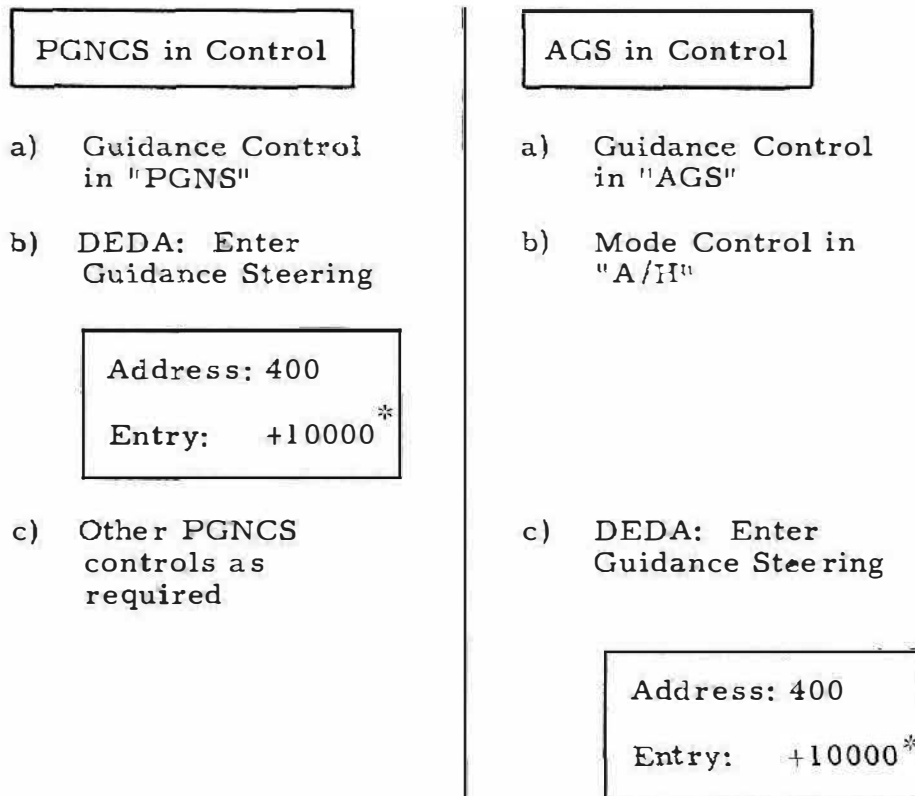 PGNCS in Control
a) Guidance Control
in "PGNS"
b) DEDA: Enter
Guidance Steering
Address: 400
Entry: +10000*
c) Other PGNCS
controls as
required
AGS in Control
a) Guidance Control
in "AGS"
b) Mode Control in
"A/H"
c) DEDA: Enter
Guidance Steering
Address: 400
Entry: +10000*